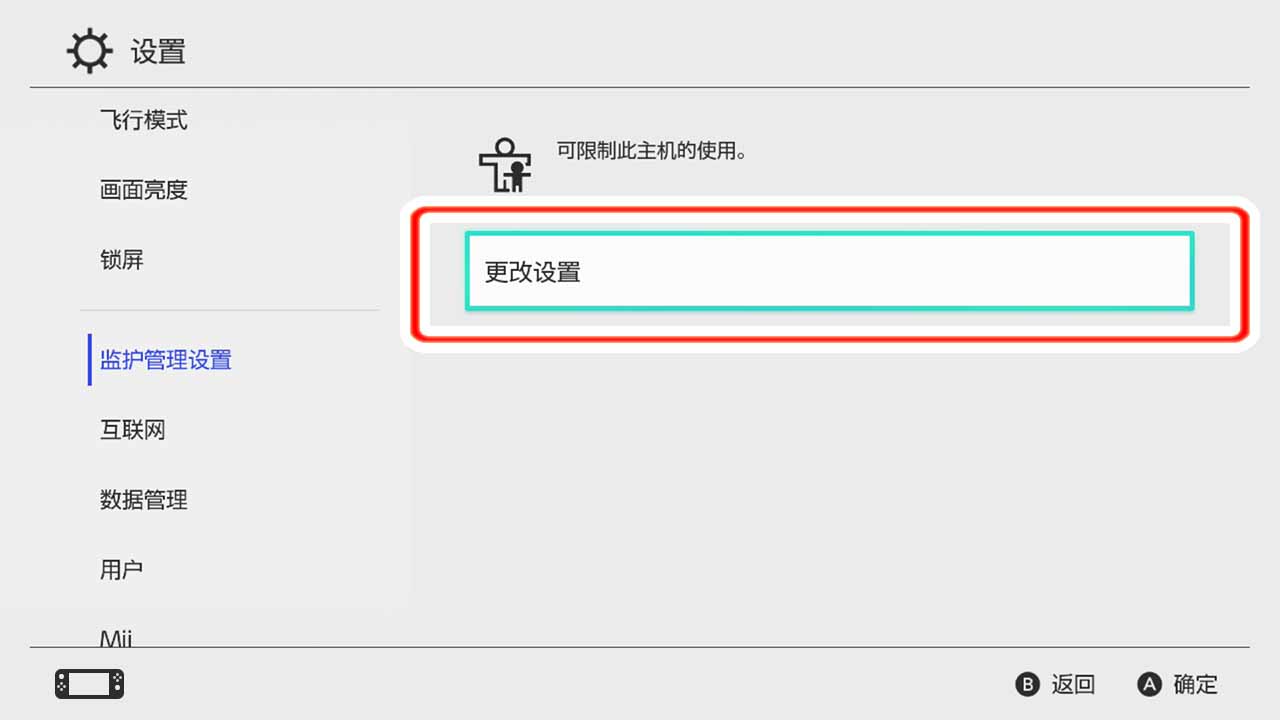 设置
飞行模式
画面亮度
锁屏
监护管理设置
互联网
数据管理
用户
Mii
可限制此主机的使用。
更改设置
B 返回
A 确定